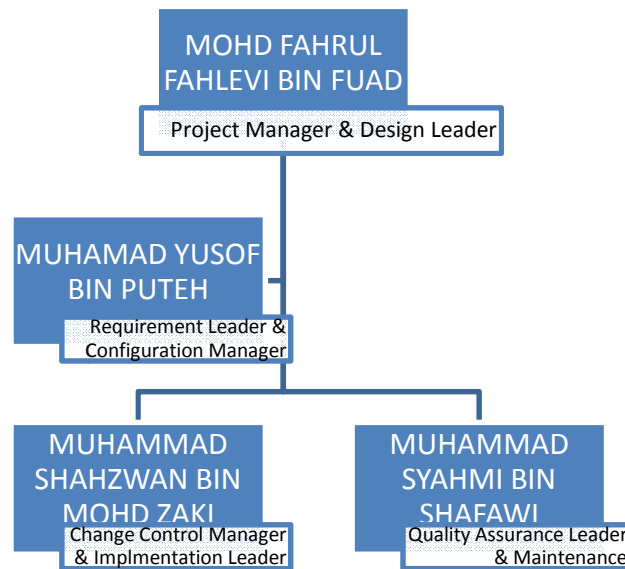 MOHD FAHRUL
FAHLEVI BIN FUAD
Project Manager & Design Leader
MUHAMAD YUSOF
BIN PUTEH
Requirement Leader &
Configuration Manager
MUHAMMAD
SHAHZWAN BIN
MOHD ZAKI
Change Control Manager
& Implmentation Leader
MUHAMMAD
SYAHMI BIN
SHAFAWI
Quality Assurance Leader
& Maintenance